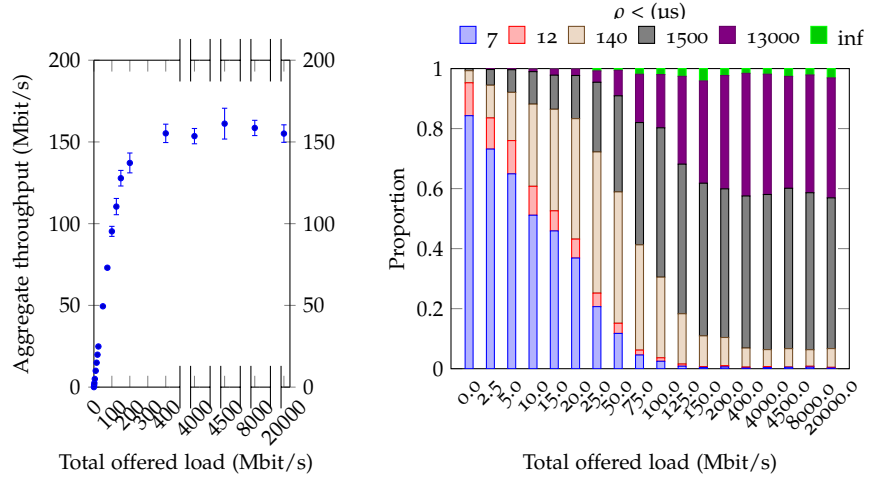 ρ < (us)
7 12 140 1500 13000 inf
200
150
100
50
0
200
150
100
50
0
Aggregate throughput (Mbit/s)
0 100 200 400 4000 4500 8000 20000
Total offered load (Mbit/s)
1
0.8
0.6
0.4
0.2
0
Proportion
0.0 2.5 5.0 10.0 15.0 20.0 25.0 50.0 75.0 100.0 125.0 150.0 200.0 400.0 4000.0 4500.0 8000.0 20000.0
Total offered load (Mbit/s)